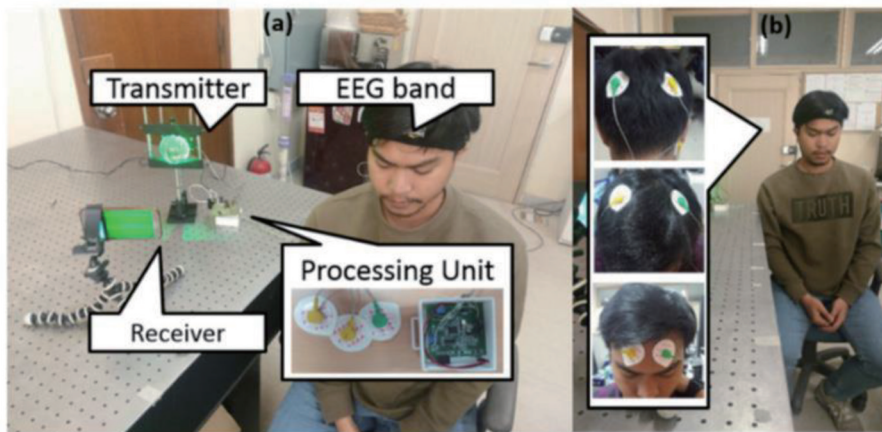 (a)
(b)
Transmitter
EEG band
Processing Unit
Receiver
TRUTH